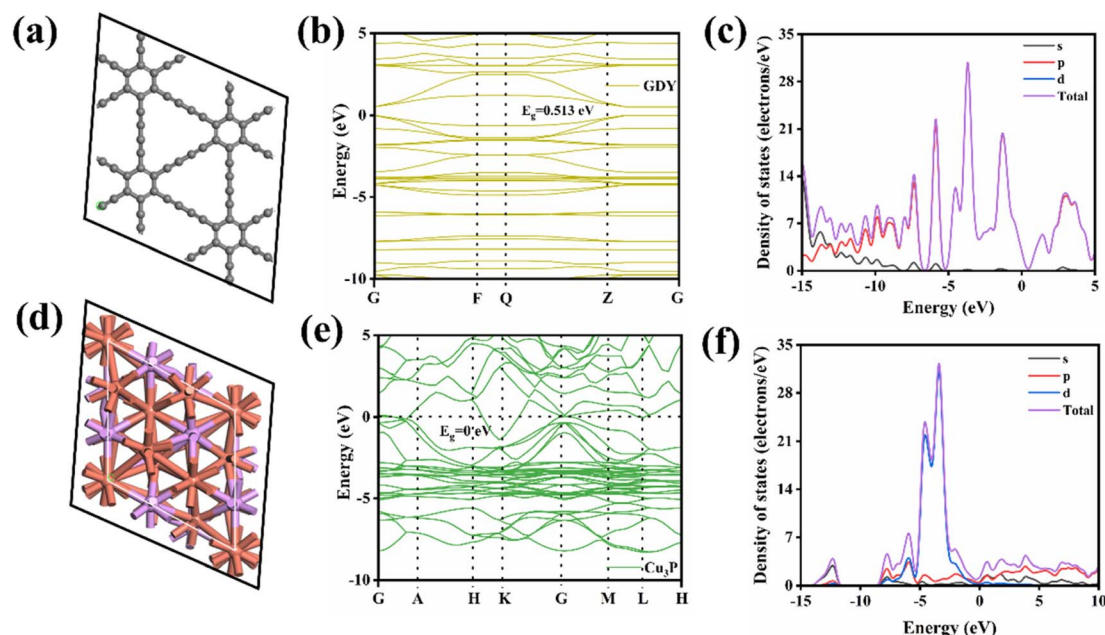 (a)
(b)
5
0
-5
-10
Energy (eV)
GDY
E_g=0.513 eV
G F Q Z G
(c)
35
28
21
14
7
0
Density of states (electrons/eV)
s
p
d
Total
-15 -10 -5 0 5
Energy (eV)
(d)
(e)
5
0
-5
-10
Energy (eV)
E_g=0 eV
Cu₃P
G A H K G M L H
(f)
35
28
21
14
7
0
Density of states (electrons/eV)
s
p
d
Total
-15 -10 -5 0 5 10
Energy (eV)